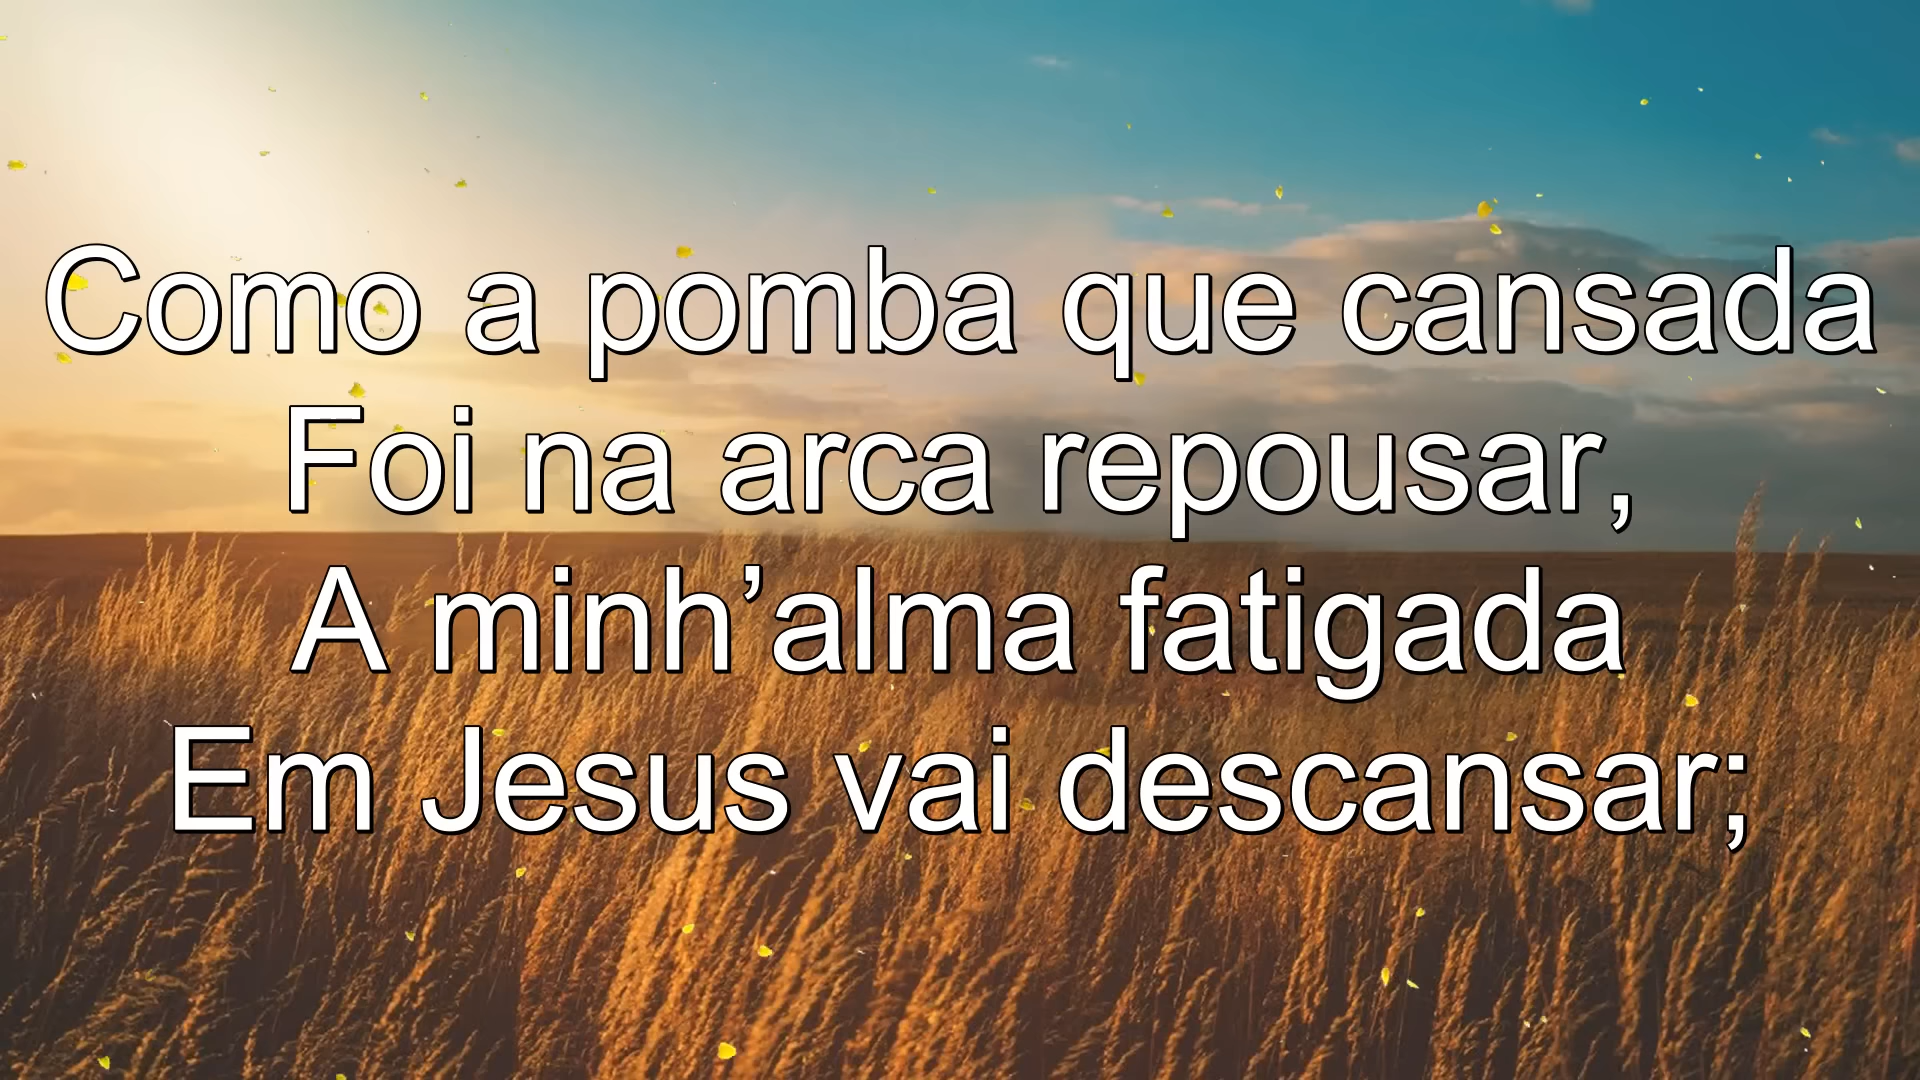 Como a pomba que cansada
Foi na arca repousar,
A minh’alma fatigada
Em Jesus vai descansar;